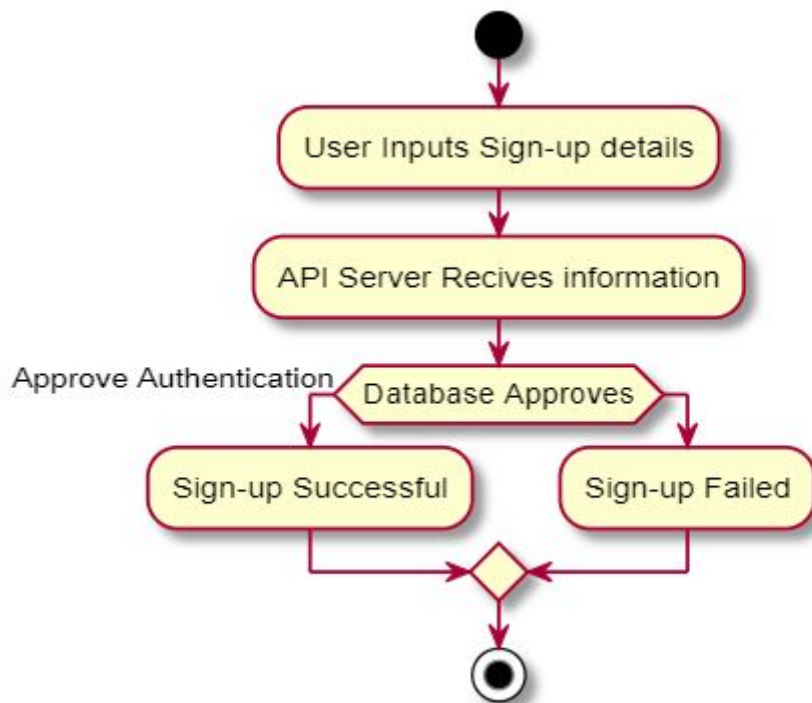 User Inputs Sign-up details
API Server Recives information
Approve Authentication
Database Approves
Sign-up Successful
Sign-up Failed